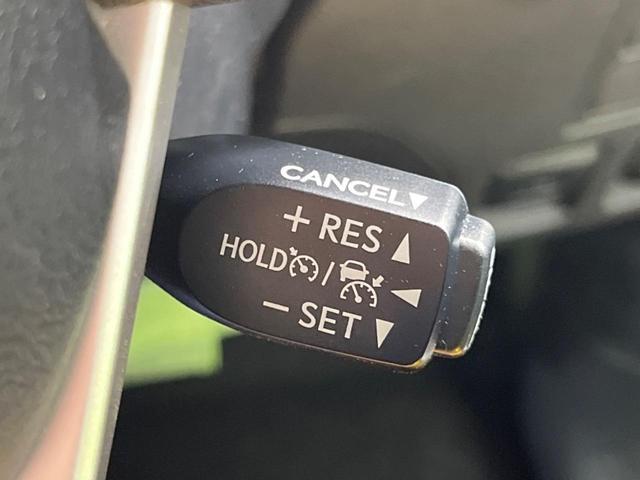 CANCEL▼
+ RES ▲
HOLD / ◀
− SET ▼